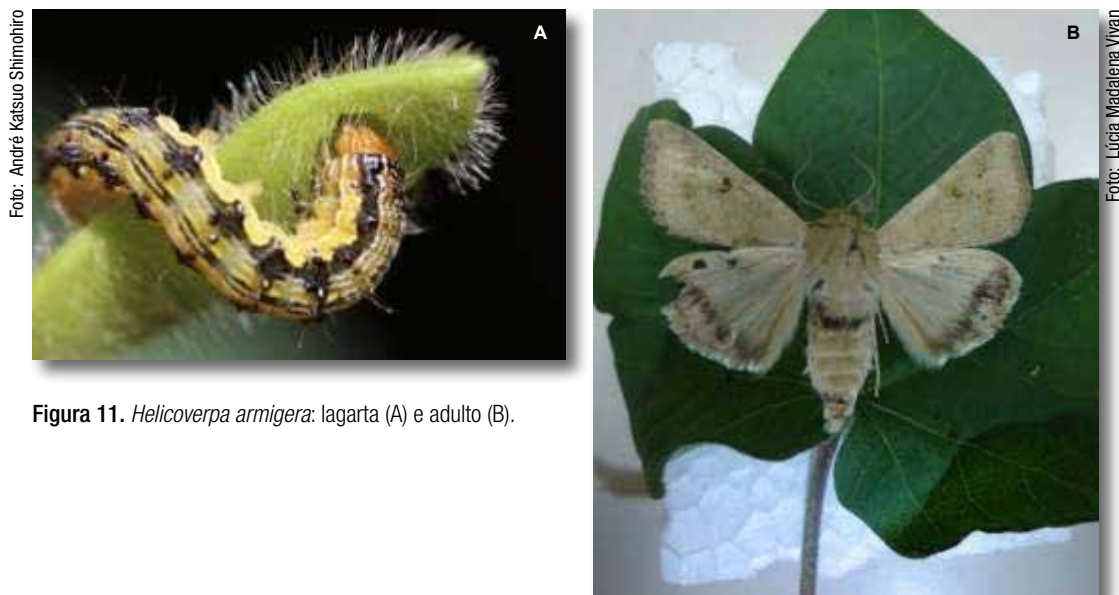 Foto: André Katsuo Shimohiro
A
B
Foto: Lúcia Madalena Vivan
Figura 11. Helicoverpa armigera: lagarta (A) e adulto (B).